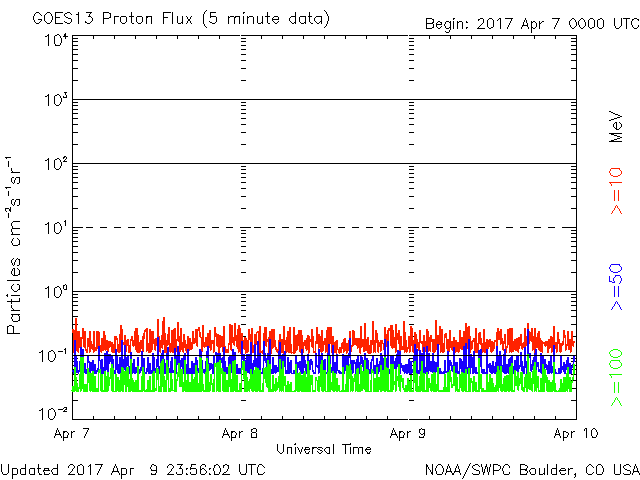 GOES13 Proton Flux (5 minute data)
Begin: 2017 Apr 7 0000 UTC
Particles cm⁻²s⁻¹sr⁻¹
10⁴
10³
10²
10¹
10⁰
10⁻¹
10⁻²
Apr 7
Apr 8
Apr 9
Apr 10
Universal Time
MeV
>=10
>=50
>=100
Updated 2017 Apr 9 23:56:02 UTC
NOAA/SWPC Boulder, CO USA